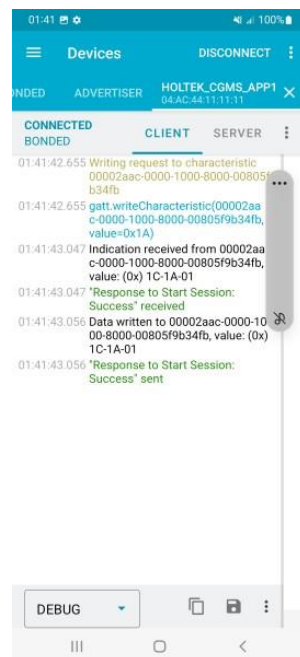 01:41 100%
Devices DISCONNECT
ONDED ADVERTISER HOLTEK_CGMS_APP1
04:AC:44:11:11:11
CONNECTED
BONDED
CLIENT SERVER
01:41:42.655 Writing request to characteristic
00002aac-0000-1000-8000-00805f
b34fb
01:41:42.655 gatt.writeCharacteristic(00002aa
c-0000-1000-8000-00805f9b34fb,
value=0x1A)
01:41:43.047 Indication received from 00002aa
c-0000-1000-8000-00805f9b34fb,
value: (0x) 1C-1A-01
01:41:43.047 "Response to Start Session:
Success" received
01:41:43.056 Data written to 00002aac-0000-10
00-8000-00805f9b34fb, value: (0x)
1C-1A-01
01:41:43.056 "Response to Start Session:
Success" sent
DEBUG